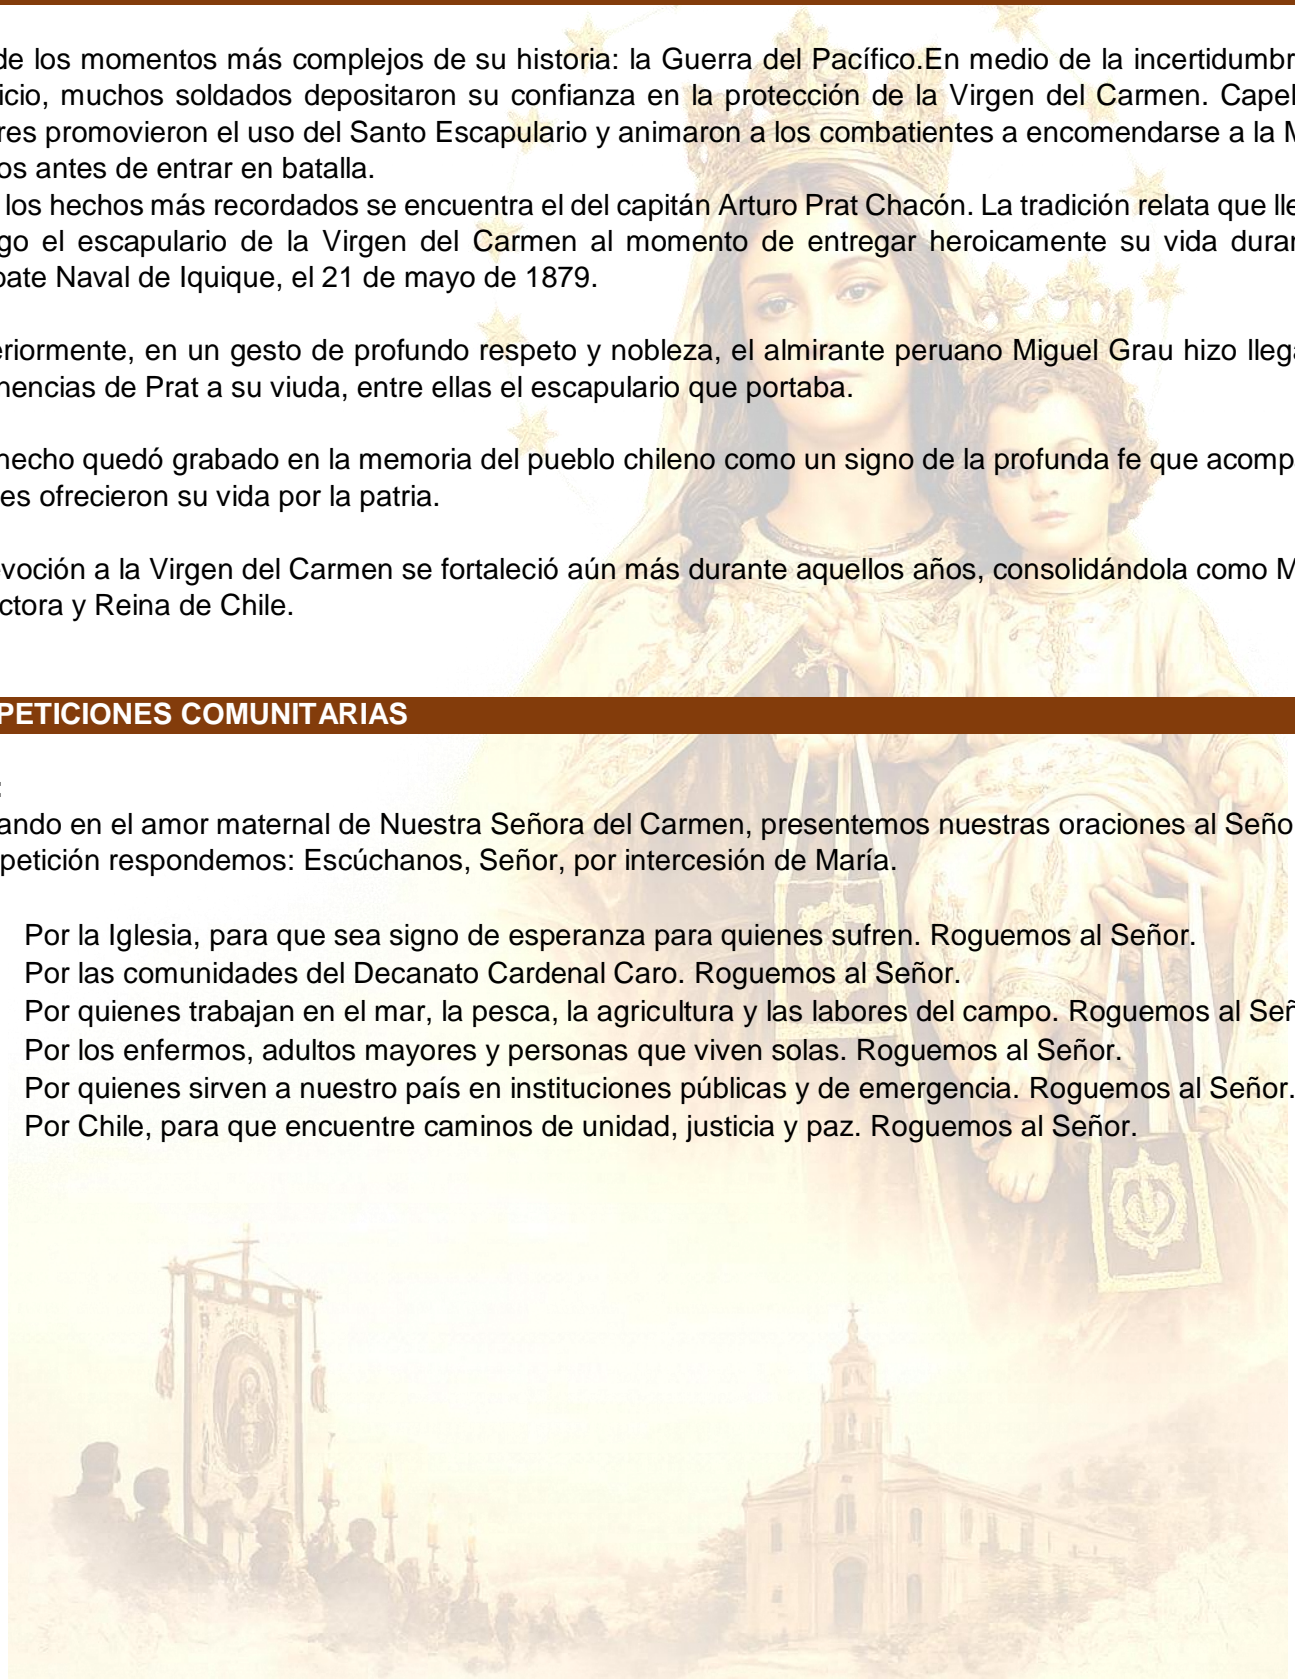 de los momentos más complejos de su historia: la Guerra del Pacífico.En medio de la incertidumbr
icio, muchos soldados depositaron su confianza en la protección de la Virgen del Carmen. Capel
res promovieron el uso del Santo Escapulario y animaron a los combatientes a encomendarse a la M
os antes de entrar en batalla.
los hechos más recordados se encuentra el del capitán Arturo Prat Chacón. La tradición relata que lle
go el escapulario de la Virgen del Carmen al momento de entregar heroicamente su vida duran
bate Naval de Iquique, el 21 de mayo de 1879.
eriormente, en un gesto de profundo respeto y nobleza, el almirante peruano Miguel Grau hizo llega
nencias de Prat a su viuda, entre ellas el escapulario que portaba.
hecho quedó grabado en la memoria del pueblo chileno como un signo de la profunda fe que acomp
es ofrecieron su vida por la patria.
voción a la Virgen del Carmen se fortaleció aún más durante aquellos años, consolidándola como M
ctora y Reina de Chile.
PETICIONES COMUNITARIAS
:
ando en el amor maternal de Nuestra Señora del Carmen, presentemos nuestras oraciones al Seño
petición respondemos: Escúchanos, Señor, por intercesión de María.
Por la Iglesia, para que sea signo de esperanza para quienes sufren. Roguemos al Señor.
Por las comunidades del Decanato Cardenal Caro. Roguemos al Señor.
Por quienes trabajan en el mar, la pesca, la agricultura y las labores del campo. Roguemos al Señ
Por los enfermos, adultos mayores y personas que viven solas. Roguemos al Señor.
Por quienes sirven a nuestro país en instituciones públicas y de emergencia. Roguemos al Señor.
Por Chile, para que encuentre caminos de unidad, justicia y paz. Roguemos al Señor.